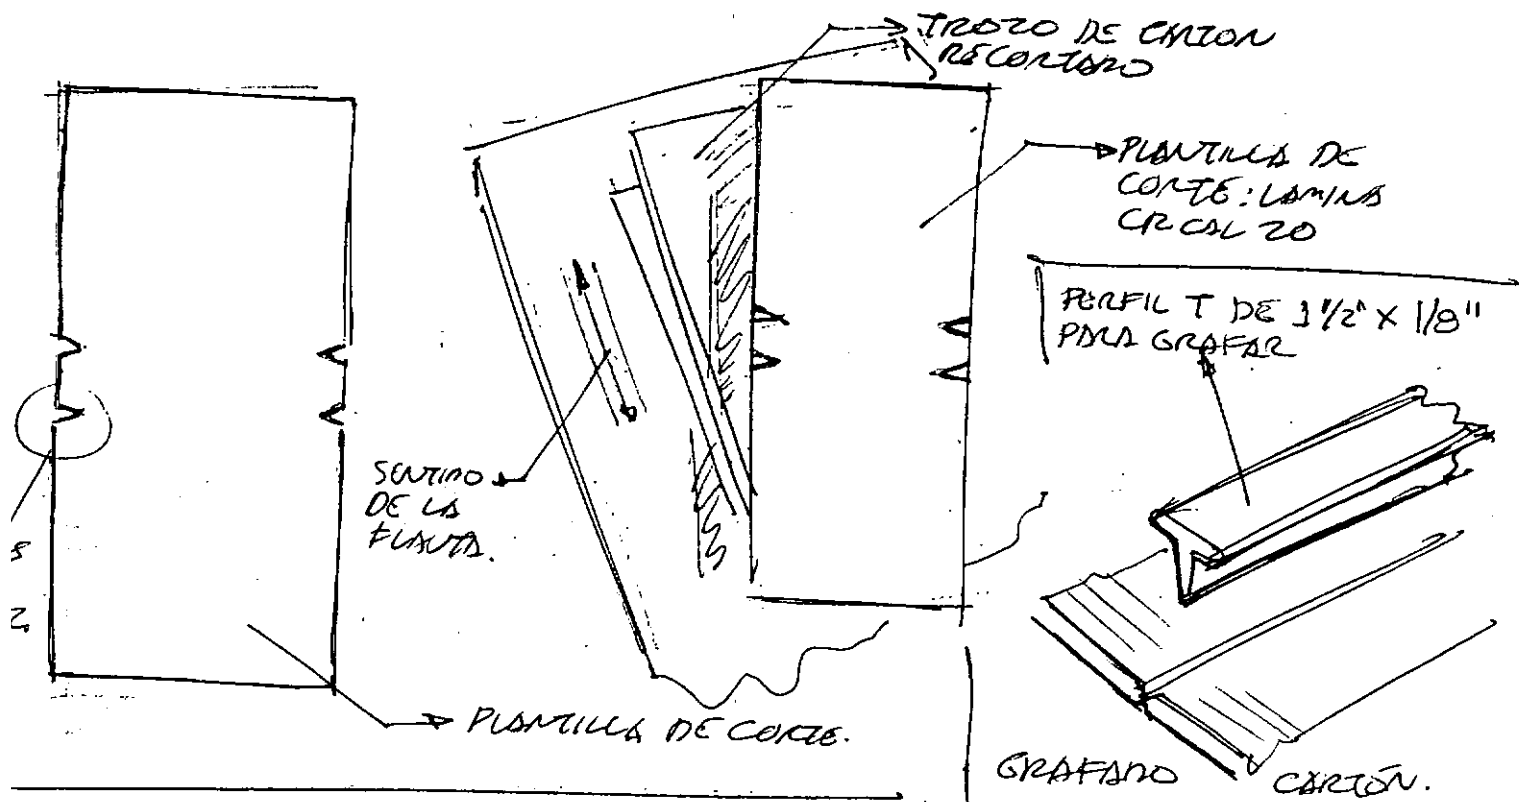 TROZO DE CARTON
RECORTADO
PLANTILLA DE
CORTE: LAMINA
CR CAL 20
PERFIL T DE 1 1/2" X 1/8"
PARA GRAFAR
SENTIDO
DE LA
FLAUTA.
PLANTILLA DE CORTE.
GRAFADO CARTÓN.